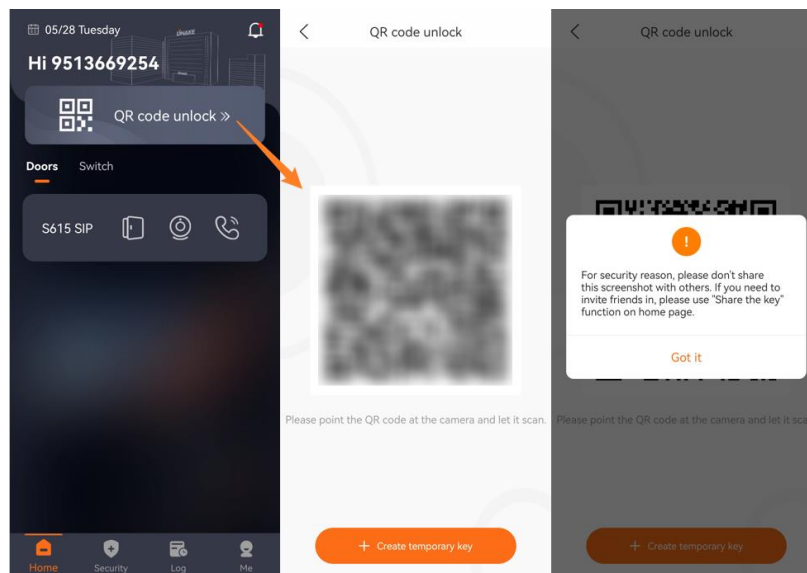 05/28 Tuesday
Hi 9513669254
QR code unlock »
Doors Switch
S615 SIP
Home Security Log Me
QR code unlock
Please point the QR code at the camera and let it scan.
+ Create temporary key
QR code unlock
!
For security reason, please don't share
this screenshot with others. If you need to
invite friends in, please use "Share the key"
function on home page.
Got it
Please point the QR code at the camera and let it sca
+ Create temporary key